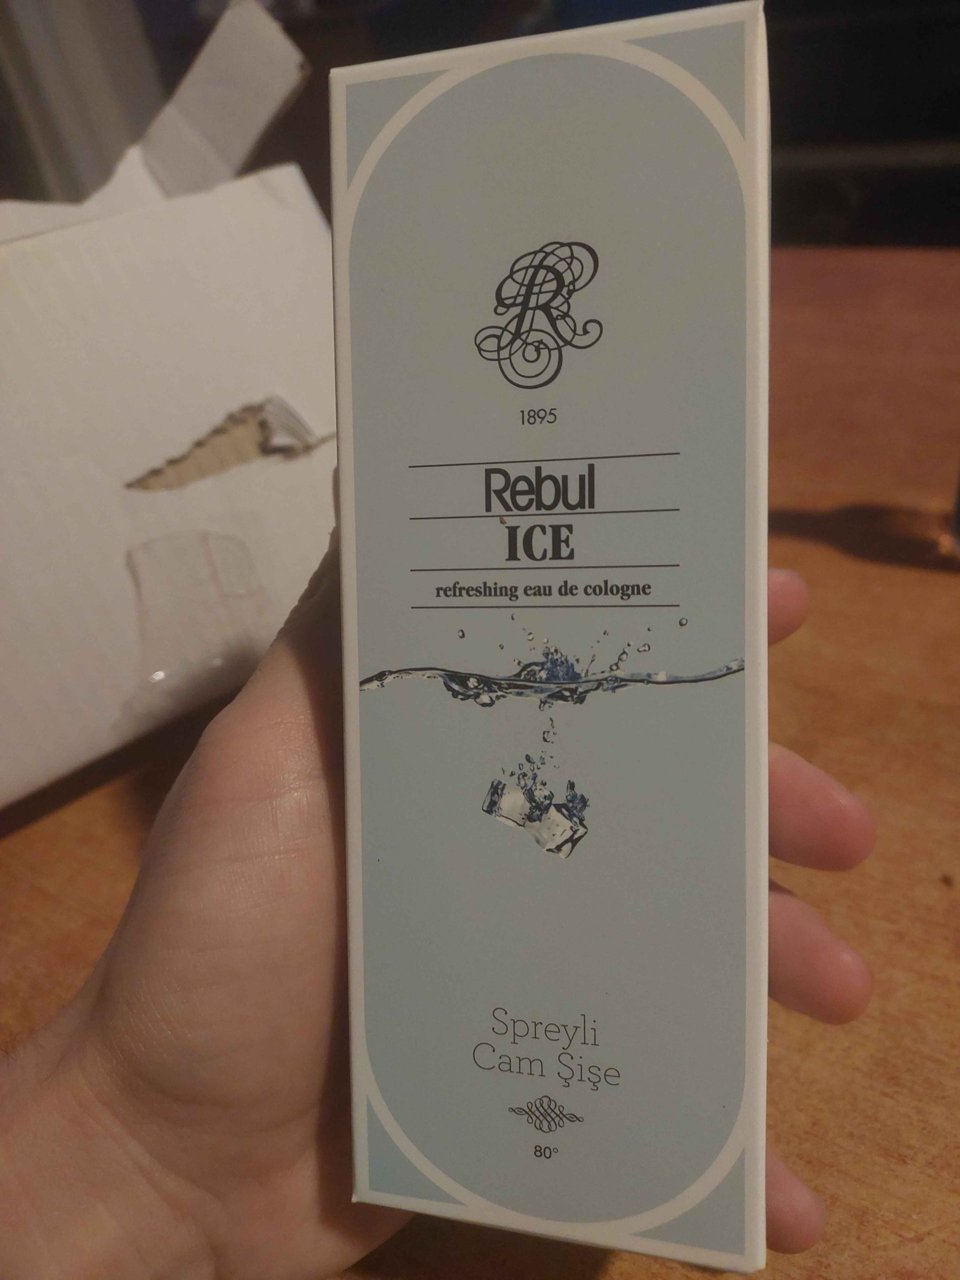 R
1895
Rebul
ICE
refreshing eau de cologne
Spreyli
Cam Şişe
80°